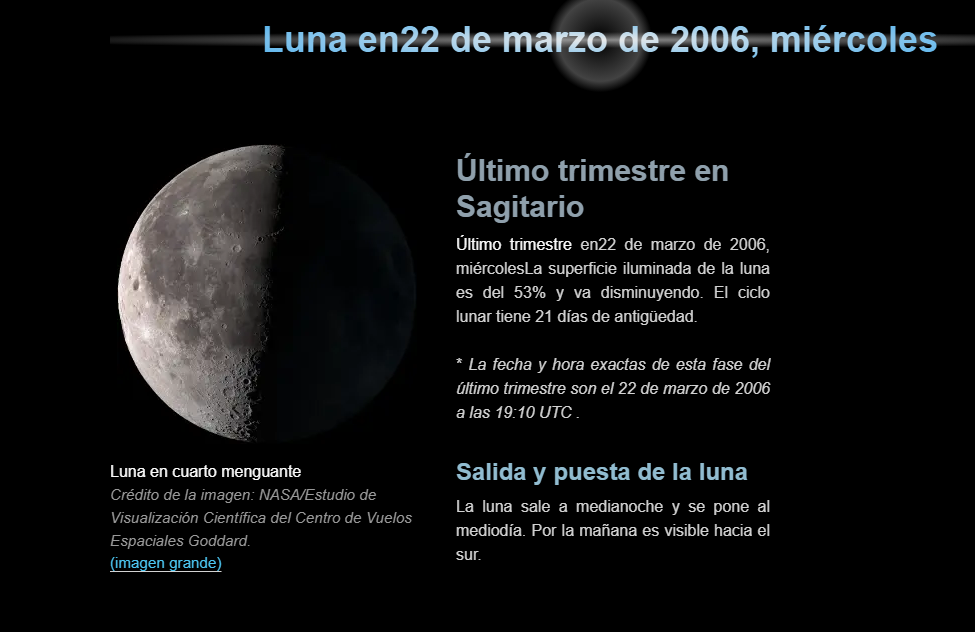 Luna en22 de marzo de 2006, miércoles
Último trimestre en
Sagitario
Último trimestre en22 de marzo de 2006,
miércolesLa superficie iluminada de la luna
es del 53% y va disminuyendo. El ciclo
lunar tiene 21 días de antigüedad.
* La fecha y hora exactas de esta fase del
último trimestre son el 22 de marzo de 2006
a las 19:10 UTC .
Luna en cuarto menguante
Crédito de la imagen: NASA/Estudio de
Visualización Científica del Centro de Vuelos
Espaciales Goddard.
(imagen grande)
Salida y puesta de la luna
La luna sale a medianoche y se pone al
mediodía. Por la mañana es visible hacia el
sur.